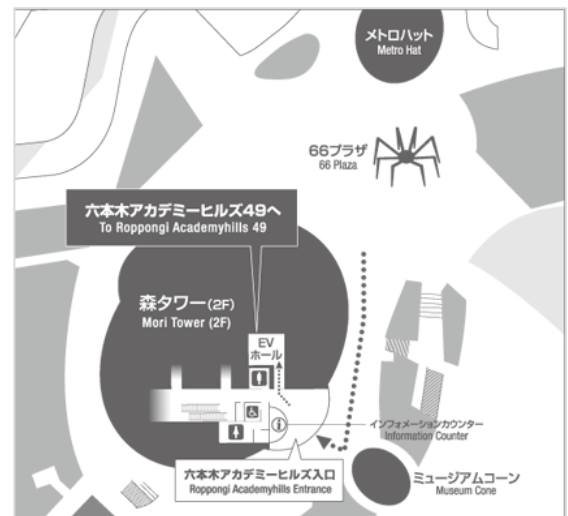 メトロハット
Metro Hat
66プラザ
66 Plaza
六本木アカデミーヒルズ49へ
To Roppongi Academyhills 49
森タワー(2F)
Mori Tower (2F)
EV
ホール
i
インフォメーションカウンター
Information Counter
六本木アカデミーヒルズ入口
Roppongi Academyhills Entrance
ミュージアムコーン
Museum Cone